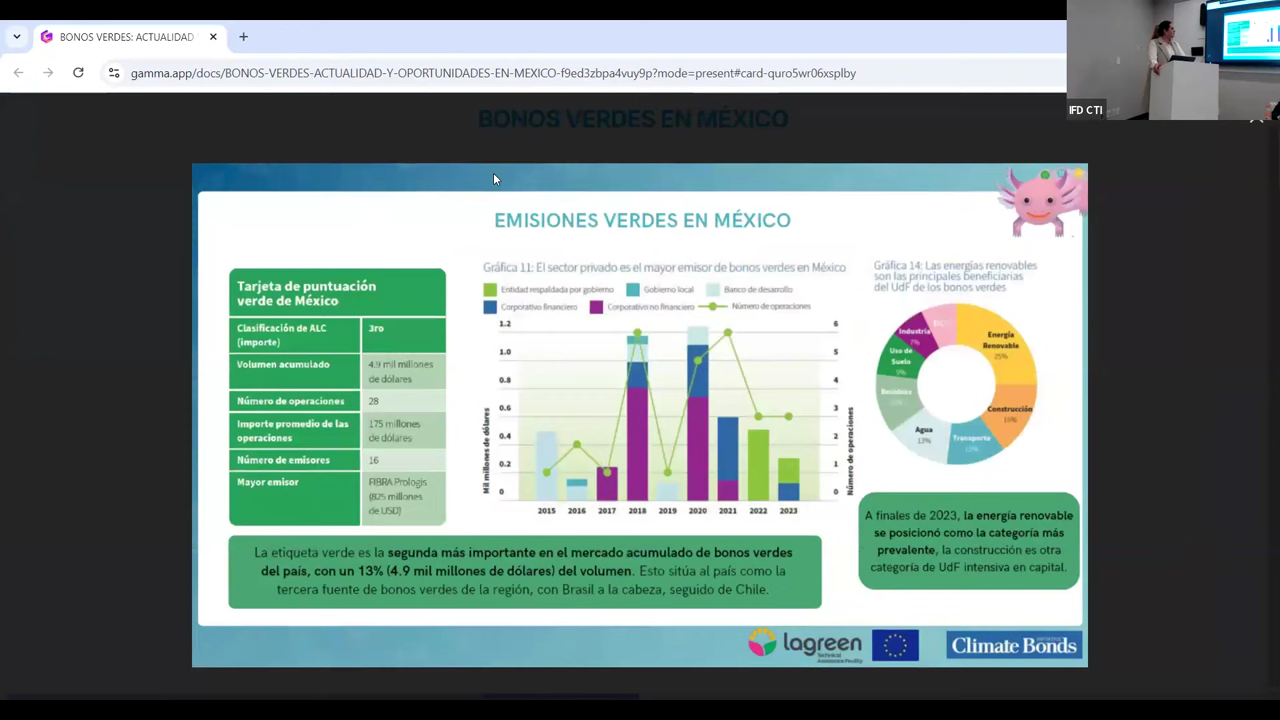 BONOS VERDES: ACTUALIDAD
gamma.app/docs/BONOS-VERDES-ACTUALIDAD-Y-OPORTUNIDADES-EN-MEXICO-f9ed3zbpa4vuy9p?mode=present#card-quro5wr06xsplby
IFD CTI
BONOS VERDES EN MÉXICO
EMISIONES VERDES EN MÉXICO
Tarjeta de puntuación
verde de México
Clasificación de ALC
(importe)
3ro
Volumen acumulado
4.9 mil millones
de dólares
Número de operaciones
28
Importe promedio de las
operaciones
175 millones
de dólares
Número de emisores
16
Mayor emisor
FIBRA Prologis
(825 millones
de USD)
Gráfica 11: El sector privado es el mayor emisor de bonos verdes en México
Entidad respaldada por gobierno
Gobierno local
Banco de desarrollo
Corporativo financiero
Corporativo no financiero
Número de operaciones
Mil millones de dólares
1.2
1.0
0.8
0.6
0.4
0.2
0
6
5
4
3
2
1
0
Número de operaciones
2015 2016 2017 2018 2019 2020 2021 2022 2023
Gráfica 14: Las energías renovables
son las principales beneficiarias
del UdF de los bonos verdes
Energía
Renovable
25%
Construcción
Transporte
Agua
13%
Residuos
Uso de
Suelo
9%
Industria
7%
La etiqueta verde es la segunda más importante en el mercado acumulado de bonos verdes
del país, con un 13% (4.9 mil millones de dólares) del volumen. Esto sitúa al país como la
tercera fuente de bonos verdes de la región, con Brasil a la cabeza, seguido de Chile.
A finales de 2023, la energía renovable
se posicionó como la categoría más
prevalente, la construcción es otra
categoría de UdF intensiva en capital.
lagreen
Technical
Assistance Facility
Climate Bonds